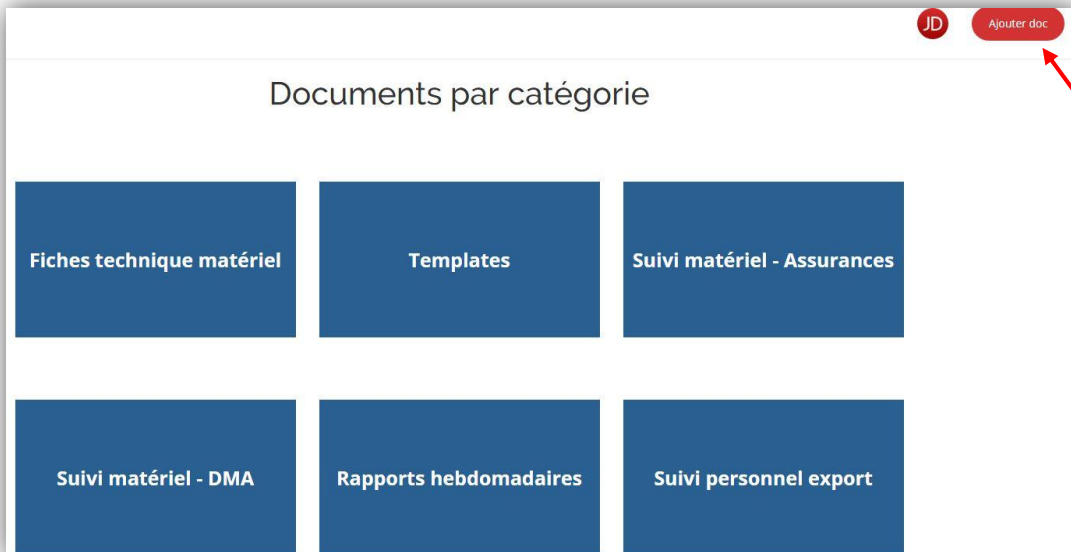 JD
Ajouter doc
Documents par catégorie
Fiches technique matériel
Templates
Suivi matériel - Assurances
Suivi matériel - DMA
Rapports hebdomadaires
Suivi personnel export